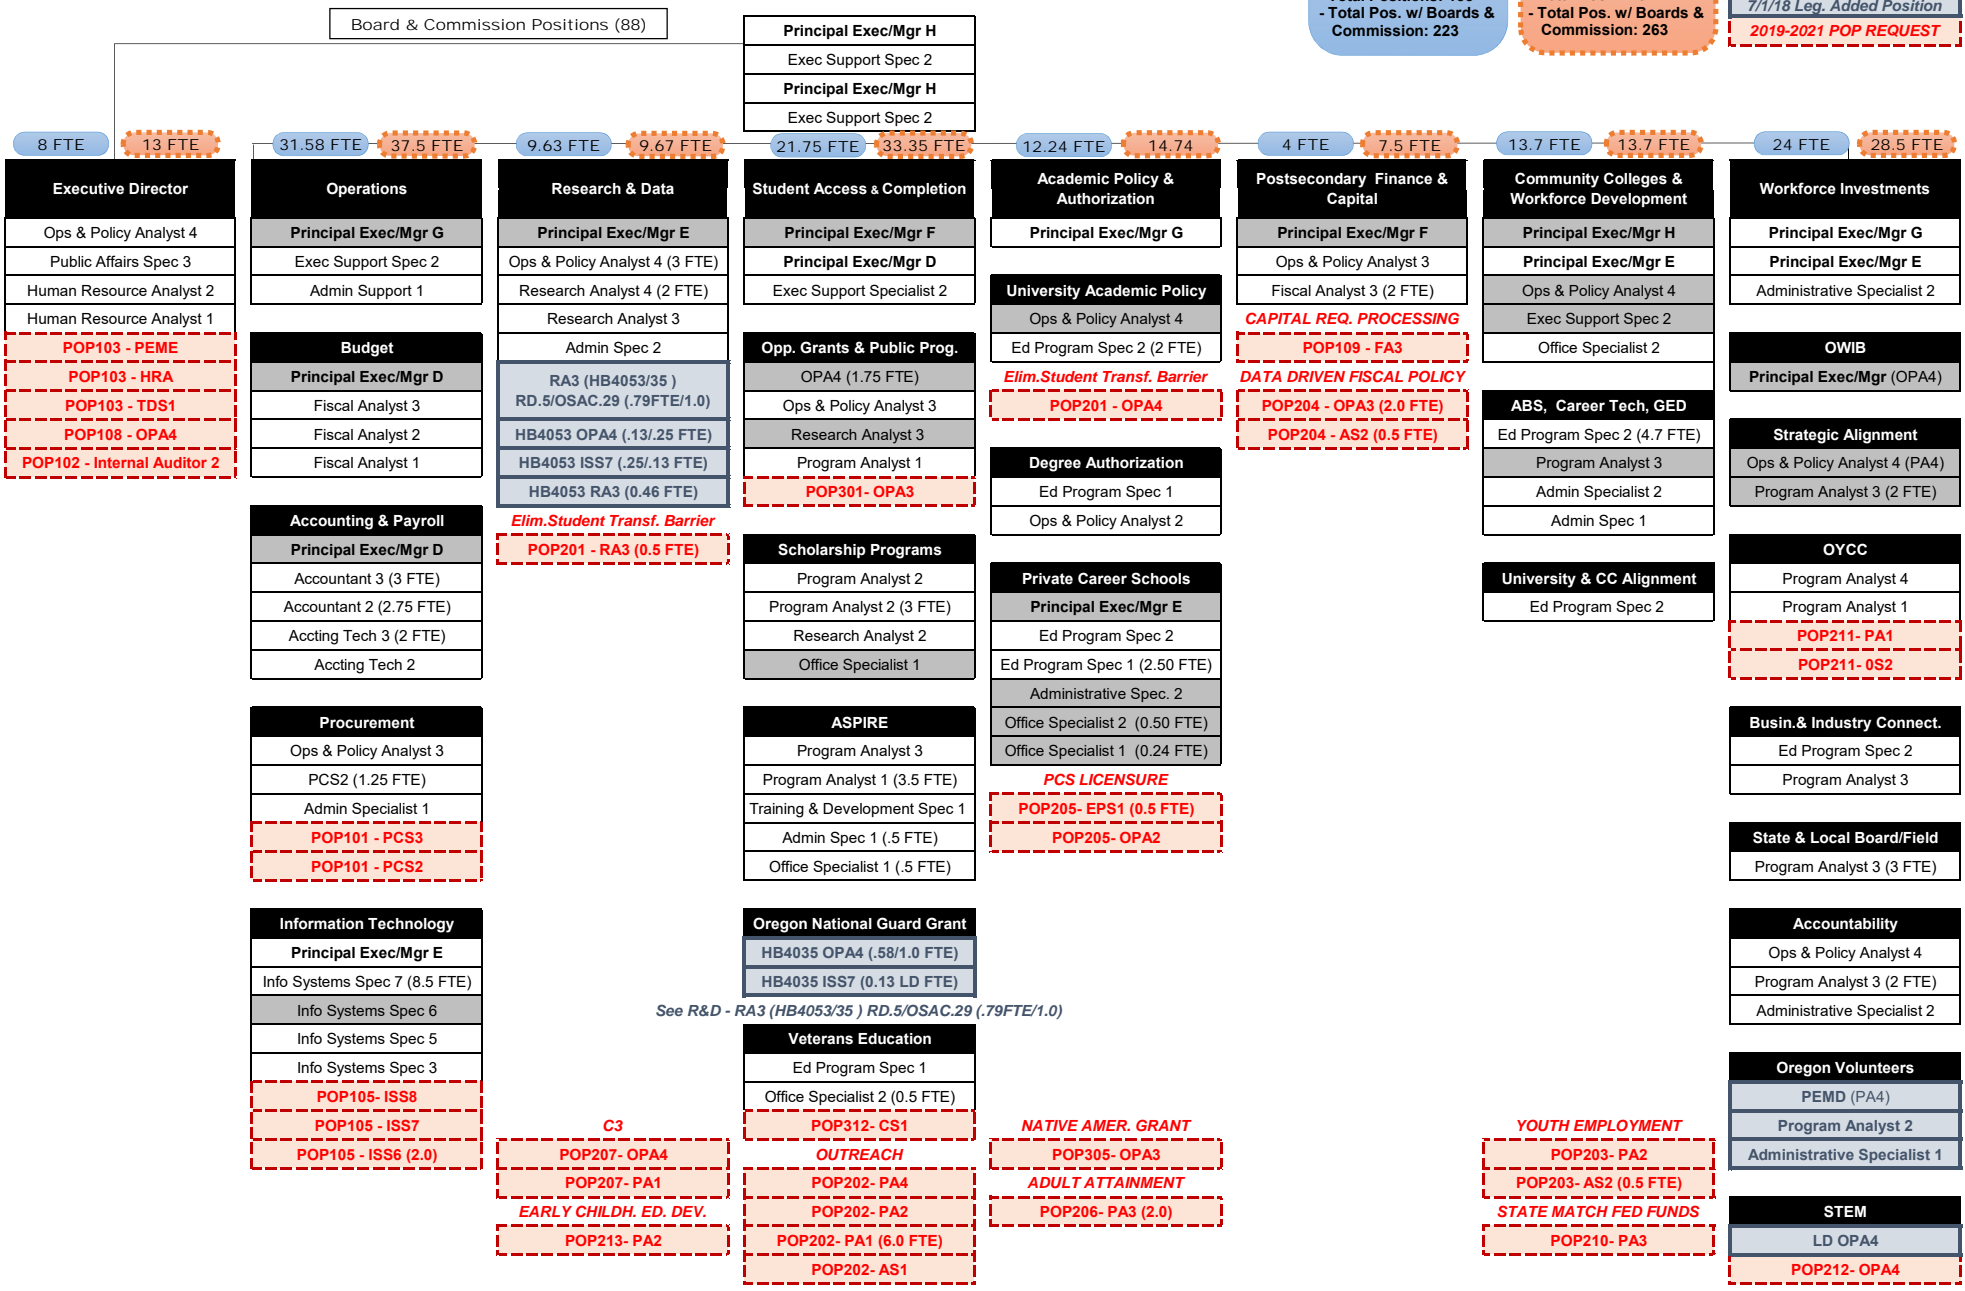 Board & Commission Positions (88)
Principal Exec/Mgr H
Exec Support Spec 2
Principal Exec/Mgr H
Exec Support Spec 2
- Total Pos. w/ Boards &
Commission: 223
- Total Pos. w/ Boards &
Commission: 263
7/1/18 Leg. Added Position
2019-2021 POP REQUEST
8 FTE
13 FTE
Executive Director
Ops & Policy Analyst 4
Public Affairs Spec 3
Human Resource Analyst 2
Human Resource Analyst 1
POP103 - PEME
POP103 - HRA
POP103 - TDS1
POP108 - OPA4
POP102 - Internal Auditor 2
31.58 FTE
37.5 FTE
Operations
Principal Exec/Mgr G
Exec Support Spec 2
Admin Support 1
Budget
Principal Exec/Mgr D
Fiscal Analyst 3
Fiscal Analyst 2
Fiscal Analyst 1
Accounting & Payroll
Principal Exec/Mgr D
Accountant 3 (3 FTE)
Accountant 2 (2.75 FTE)
Accting Tech 3 (2 FTE)
Accting Tech 2
Procurement
Ops & Policy Analyst 3
PCS2 (1.25 FTE)
Admin Specialist 1
POP101 - PCS3
POP101 - PCS2
Information Technology
Principal Exec/Mgr E
Info Systems Spec 7 (8.5 FTE)
Info Systems Spec 6
Info Systems Spec 5
Info Systems Spec 3
POP105- ISS8
POP105 - ISS7
POP105 - ISS6 (2.0)
9.63 FTE
9.67 FTE
Research & Data
Principal Exec/Mgr E
Ops & Policy Analyst 4 (3 FTE)
Research Analyst 4 (2 FTE)
Research Analyst 3
Admin Spec 2
RA3 (HB4053/35 )
RD.5/OSAC.29 (.79FTE/1.0)
HB4053 OPA4 (.13/.25 FTE)
HB4053 ISS7 (.25/.13 FTE)
HB4053 RA3 (0.46 FTE)
Elim.Student Transf. Barrier
POP201 - RA3 (0.5 FTE)
C3
POP207- OPA4
POP207- PA1
EARLY CHILDH. ED. DEV.
POP213- PA2
21.75 FTE
33.35 FTE
Student Access & Completion
Principal Exec/Mgr F
Principal Exec/Mgr D
Exec Support Specialist 2
Opp. Grants & Public Prog.
OPA4 (1.75 FTE)
Ops & Policy Analyst 3
Research Analyst 3
Program Analyst 1
POP301- OPA3
Scholarship Programs
Program Analyst 2
Program Analyst 2 (3 FTE)
Research Analyst 2
Office Specialist 1
ASPIRE
Program Analyst 3
Program Analyst 1 (3.5 FTE)
Training & Development Spec 1
Admin Spec 1 (.5 FTE)
Office Specialist 1 (.5 FTE)
Oregon National Guard Grant
HB4035 OPA4 (.58/1.0 FTE)
HB4035 ISS7 (0.13 LD FTE)
See R&D - RA3 (HB4053/35 ) RD.5/OSAC.29 (.79FTE/1.0)
Veterans Education
Ed Program Spec 1
Office Specialist 2 (0.5 FTE)
POP312- CS1
OUTREACH
POP202- PA4
POP202- PA2
POP202- PA1 (6.0 FTE)
POP202- AS1
12.24 FTE
14.74
Academic Policy &
Authorization
Principal Exec/Mgr G
University Academic Policy
Ops & Policy Analyst 4
Ed Program Spec 2 (2 FTE)
Elim.Student Transf. Barrier
POP201 - OPA4
Degree Authorization
Ed Program Spec 1
Ops & Policy Analyst 2
Private Career Schools
Principal Exec/Mgr E
Ed Program Spec 2
Ed Program Spec 1 (2.50 FTE)
Administrative Spec. 2
Office Specialist 2 (0.50 FTE)
Office Specialist 1 (0.24 FTE)
PCS LICENSURE
POP205- EPS1 (0.5 FTE)
POP205- OPA2
NATIVE AMER. GRANT
POP305- OPA3
ADULT ATTAINMENT
POP206- PA3 (2.0)
4 FTE
7.5 FTE
Postsecondary Finance &
Capital
Principal Exec/Mgr F
Ops & Policy Analyst 3
Fiscal Analyst 3 (2 FTE)
CAPITAL REQ. PROCESSING
POP109 - FA3
DATA DRIVEN FISCAL POLICY
POP204 - OPA3 (2.0 FTE)
POP204 - AS2 (0.5 FTE)
13.7 FTE
13.7 FTE
Community Colleges &
Workforce Development
Principal Exec/Mgr H
Principal Exec/Mgr E
Ops & Policy Analyst 4
Exec Support Spec 2
Office Specialist 2
ABS, Career Tech, GED
Ed Program Spec 2 (4.7 FTE)
Program Analyst 3
Admin Specialist 2
Admin Spec 1
University & CC Alignment
Ed Program Spec 2
YOUTH EMPLOYMENT
POP203- PA2
POP203- AS2 (0.5 FTE)
STATE MATCH FED FUNDS
POP210- PA3
24 FTE
28.5 FTE
Workforce Investments
Principal Exec/Mgr G
Principal Exec/Mgr E
Administrative Specialist 2
OWIB
Principal Exec/Mgr (OPA4)
Strategic Alignment
Ops & Policy Analyst 4 (PA4)
Program Analyst 3 (2 FTE)
OYCC
Program Analyst 4
Program Analyst 1
POP211- PA1
POP211- 0S2
Busin.& Industry Connect.
Ed Program Spec 2
Program Analyst 3
State & Local Board/Field
Program Analyst 3 (3 FTE)
Accountability
Ops & Policy Analyst 4
Program Analyst 3 (2 FTE)
Administrative Specialist 2
Oregon Volunteers
PEMD (PA4)
Program Analyst 2
Administrative Specialist 1
STEM
LD OPA4
POP212- OPA4